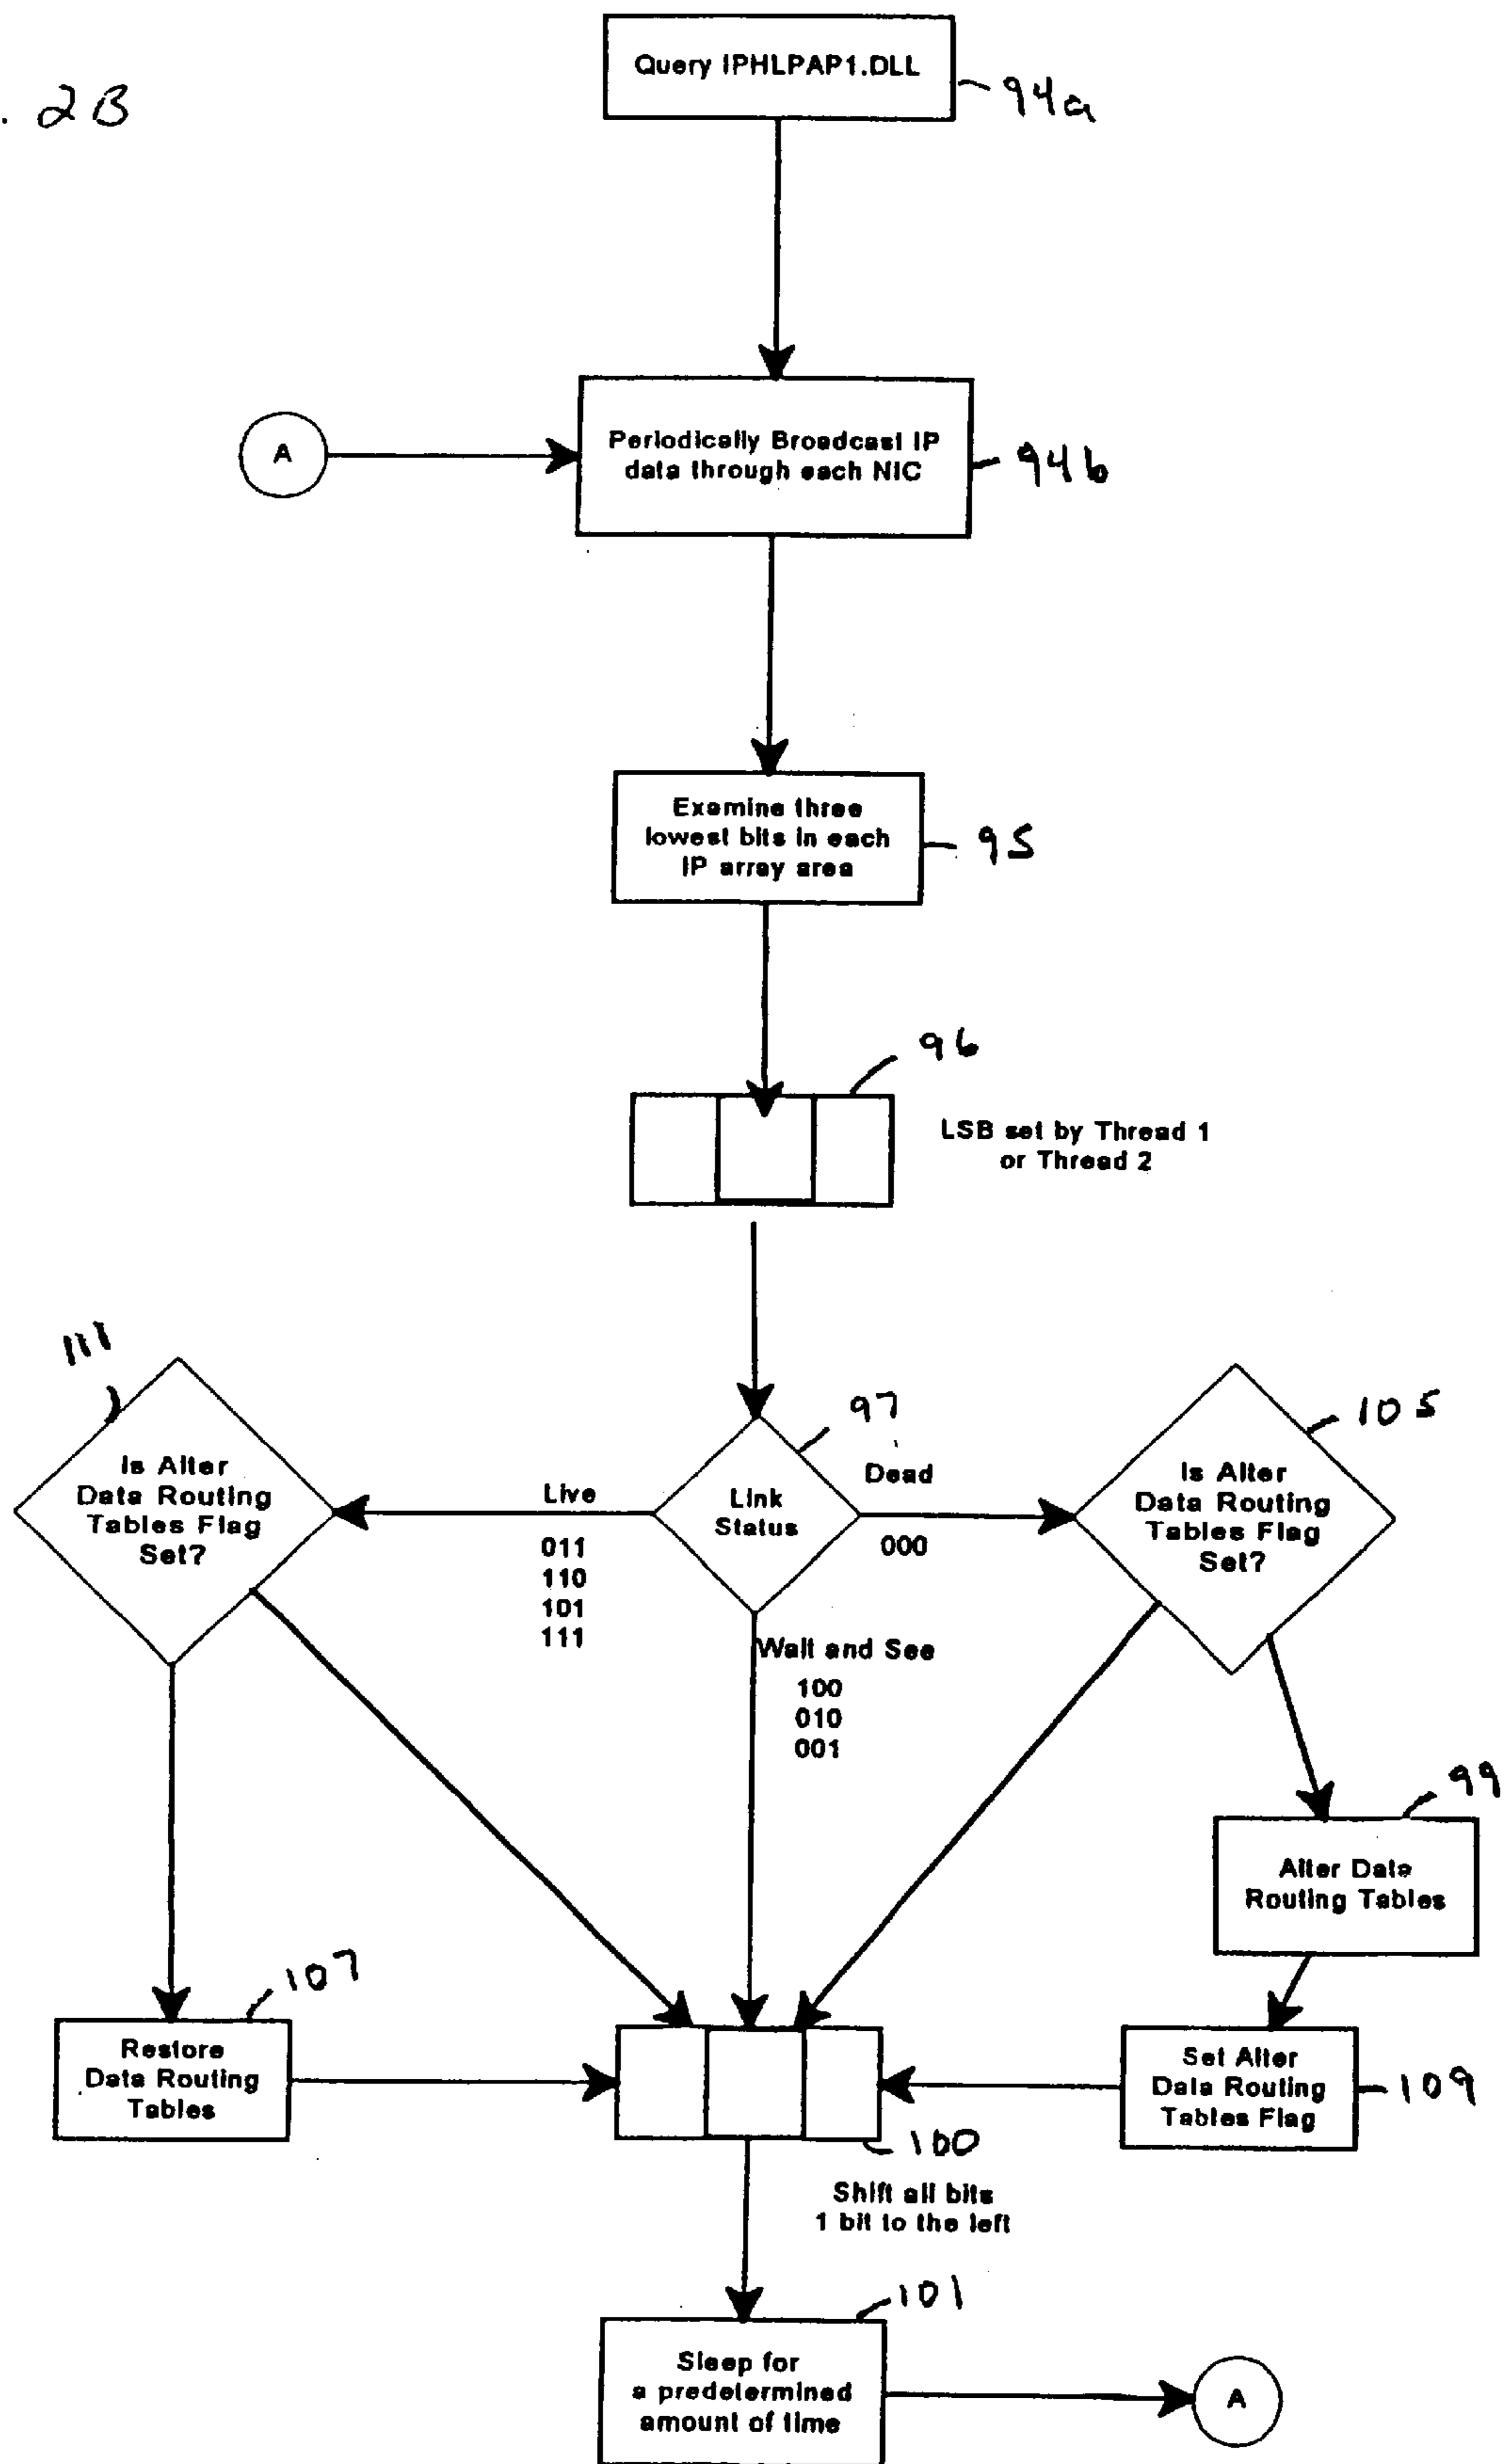 . 2B
Query IPHLPAP1.DLL
94a
A
Periodically Broadcast IP
data through each NIC
94b
Examine three
lowest bits in each
IP array area
95
96
LSB set by Thread 1
or Thread 2
111
Is Alter
Data Routing
Tables Flag
Set?
Live
011
110
101
111
97
Link
Status
Dead
000
Wait and See
100
010
001
105
Is Alter
Data Routing
Tables Flag
Set?
99
Alter Data
Routing Tables
107
Restore
Data Routing
Tables
100
Shift all bits
1 bit to the left
Set Alter
Data Routing
Tables Flag
109
101
Sleep for
a predetermined
amount of time
A